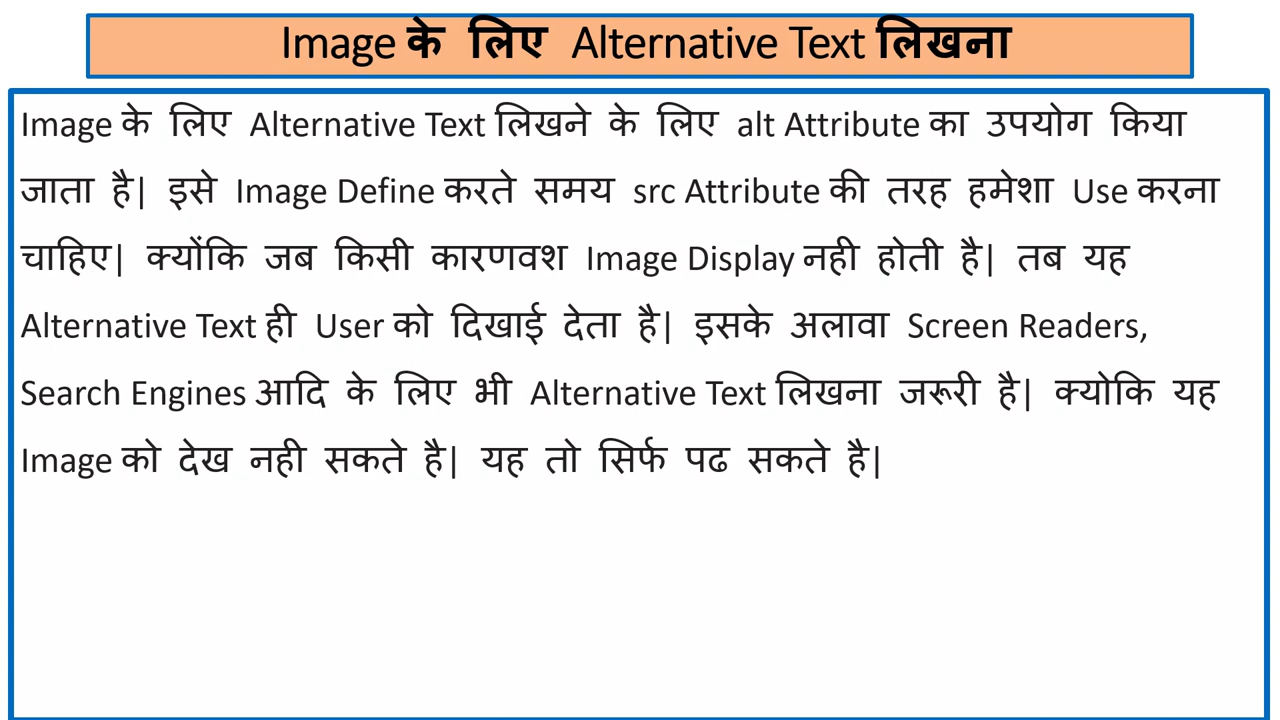 Image के लिए Alternative Text लिखना
Image के लिए Alternative Text लिखने के लिए alt Attribute का उपयोग किया
जाता है| इसे Image Define करते समय src Attribute की तरह हमेशा Use करना
चाहिए| क्योंकि जब किसी कारणवश Image Display नही होती है| तब यह
Alternative Text ही User को दिखाई देता है| इसके अलावा Screen Readers,
Search Engines आदि के लिए भी Alternative Text लिखना जरूरी है| क्योकि यह
Image को देख नही सकते है| यह तो सिर्फ पढ सकते है|